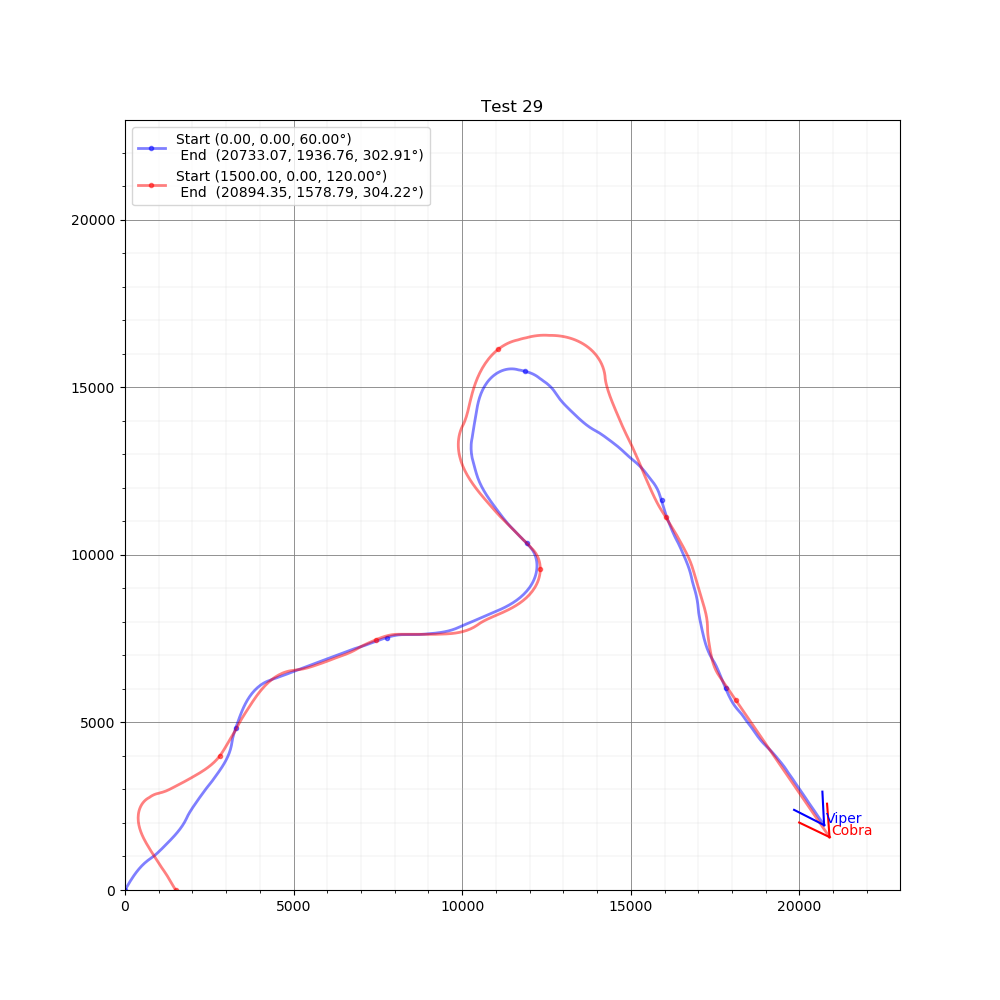 Test 29
Start (0.00, 0.00, 60.00°)
End (20733.07, 1936.76, 302.91°)
Start (1500.00, 0.00, 120.00°)
End (20894.35, 1578.79, 304.22°)
20000
15000
10000
5000
0
Viper
Cobra
0 5000 10000 15000 20000